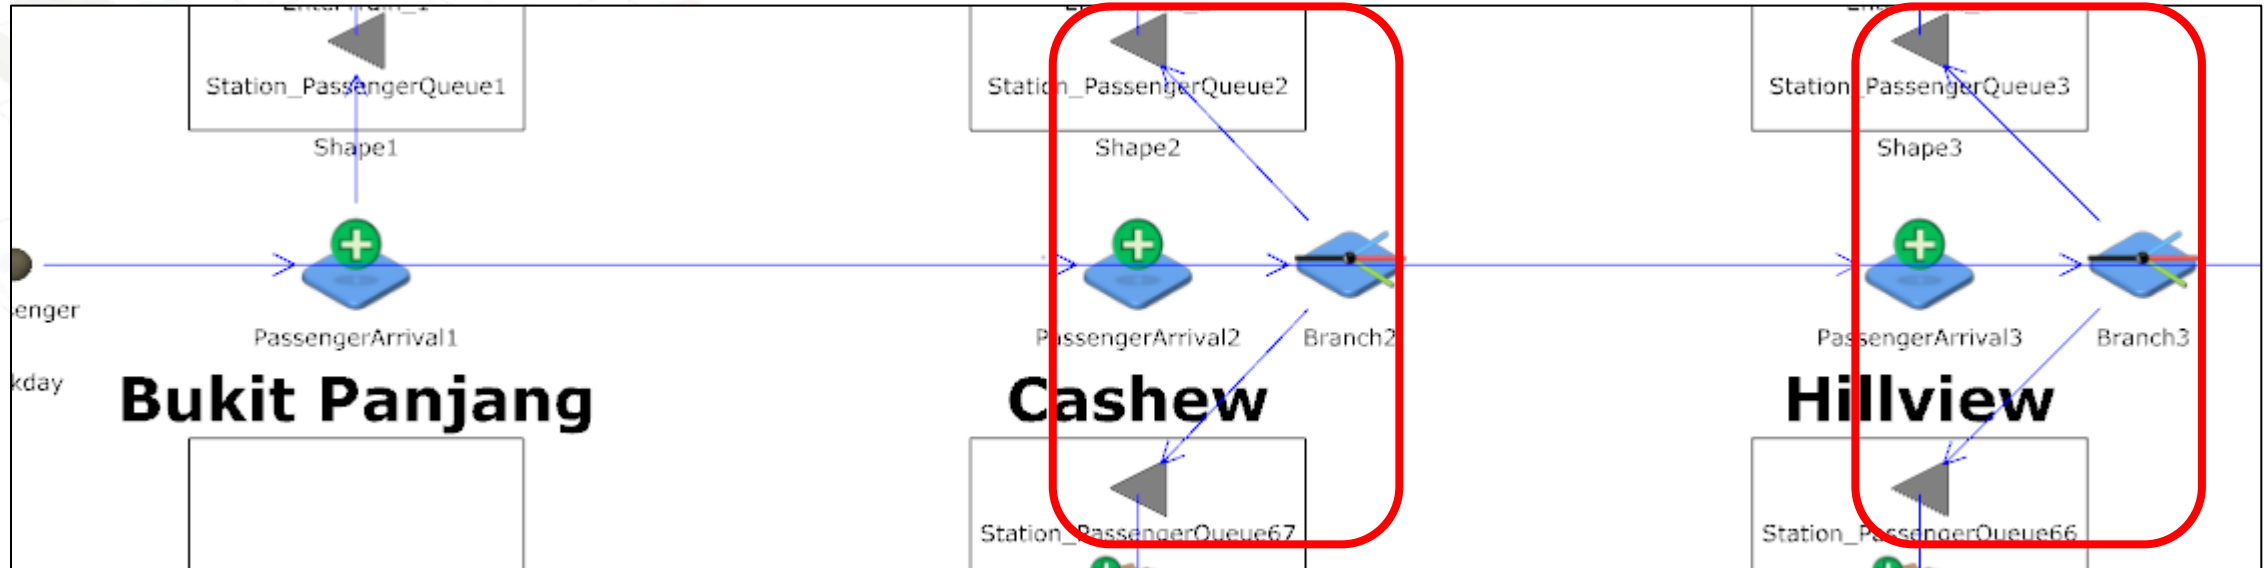 Station_PassengerQueue1
Station_PassengerQueue2
Station_PassengerQueue3
Shape1
Shape2
Shape3
enger
PassengerArrival1
PassengerArrival2
Branch2
PassengerArrival3
Branch3
kday
Bukit Panjang
Cashew
Hillview
Station_PassengerQueue67
Station_PassengerQueue66